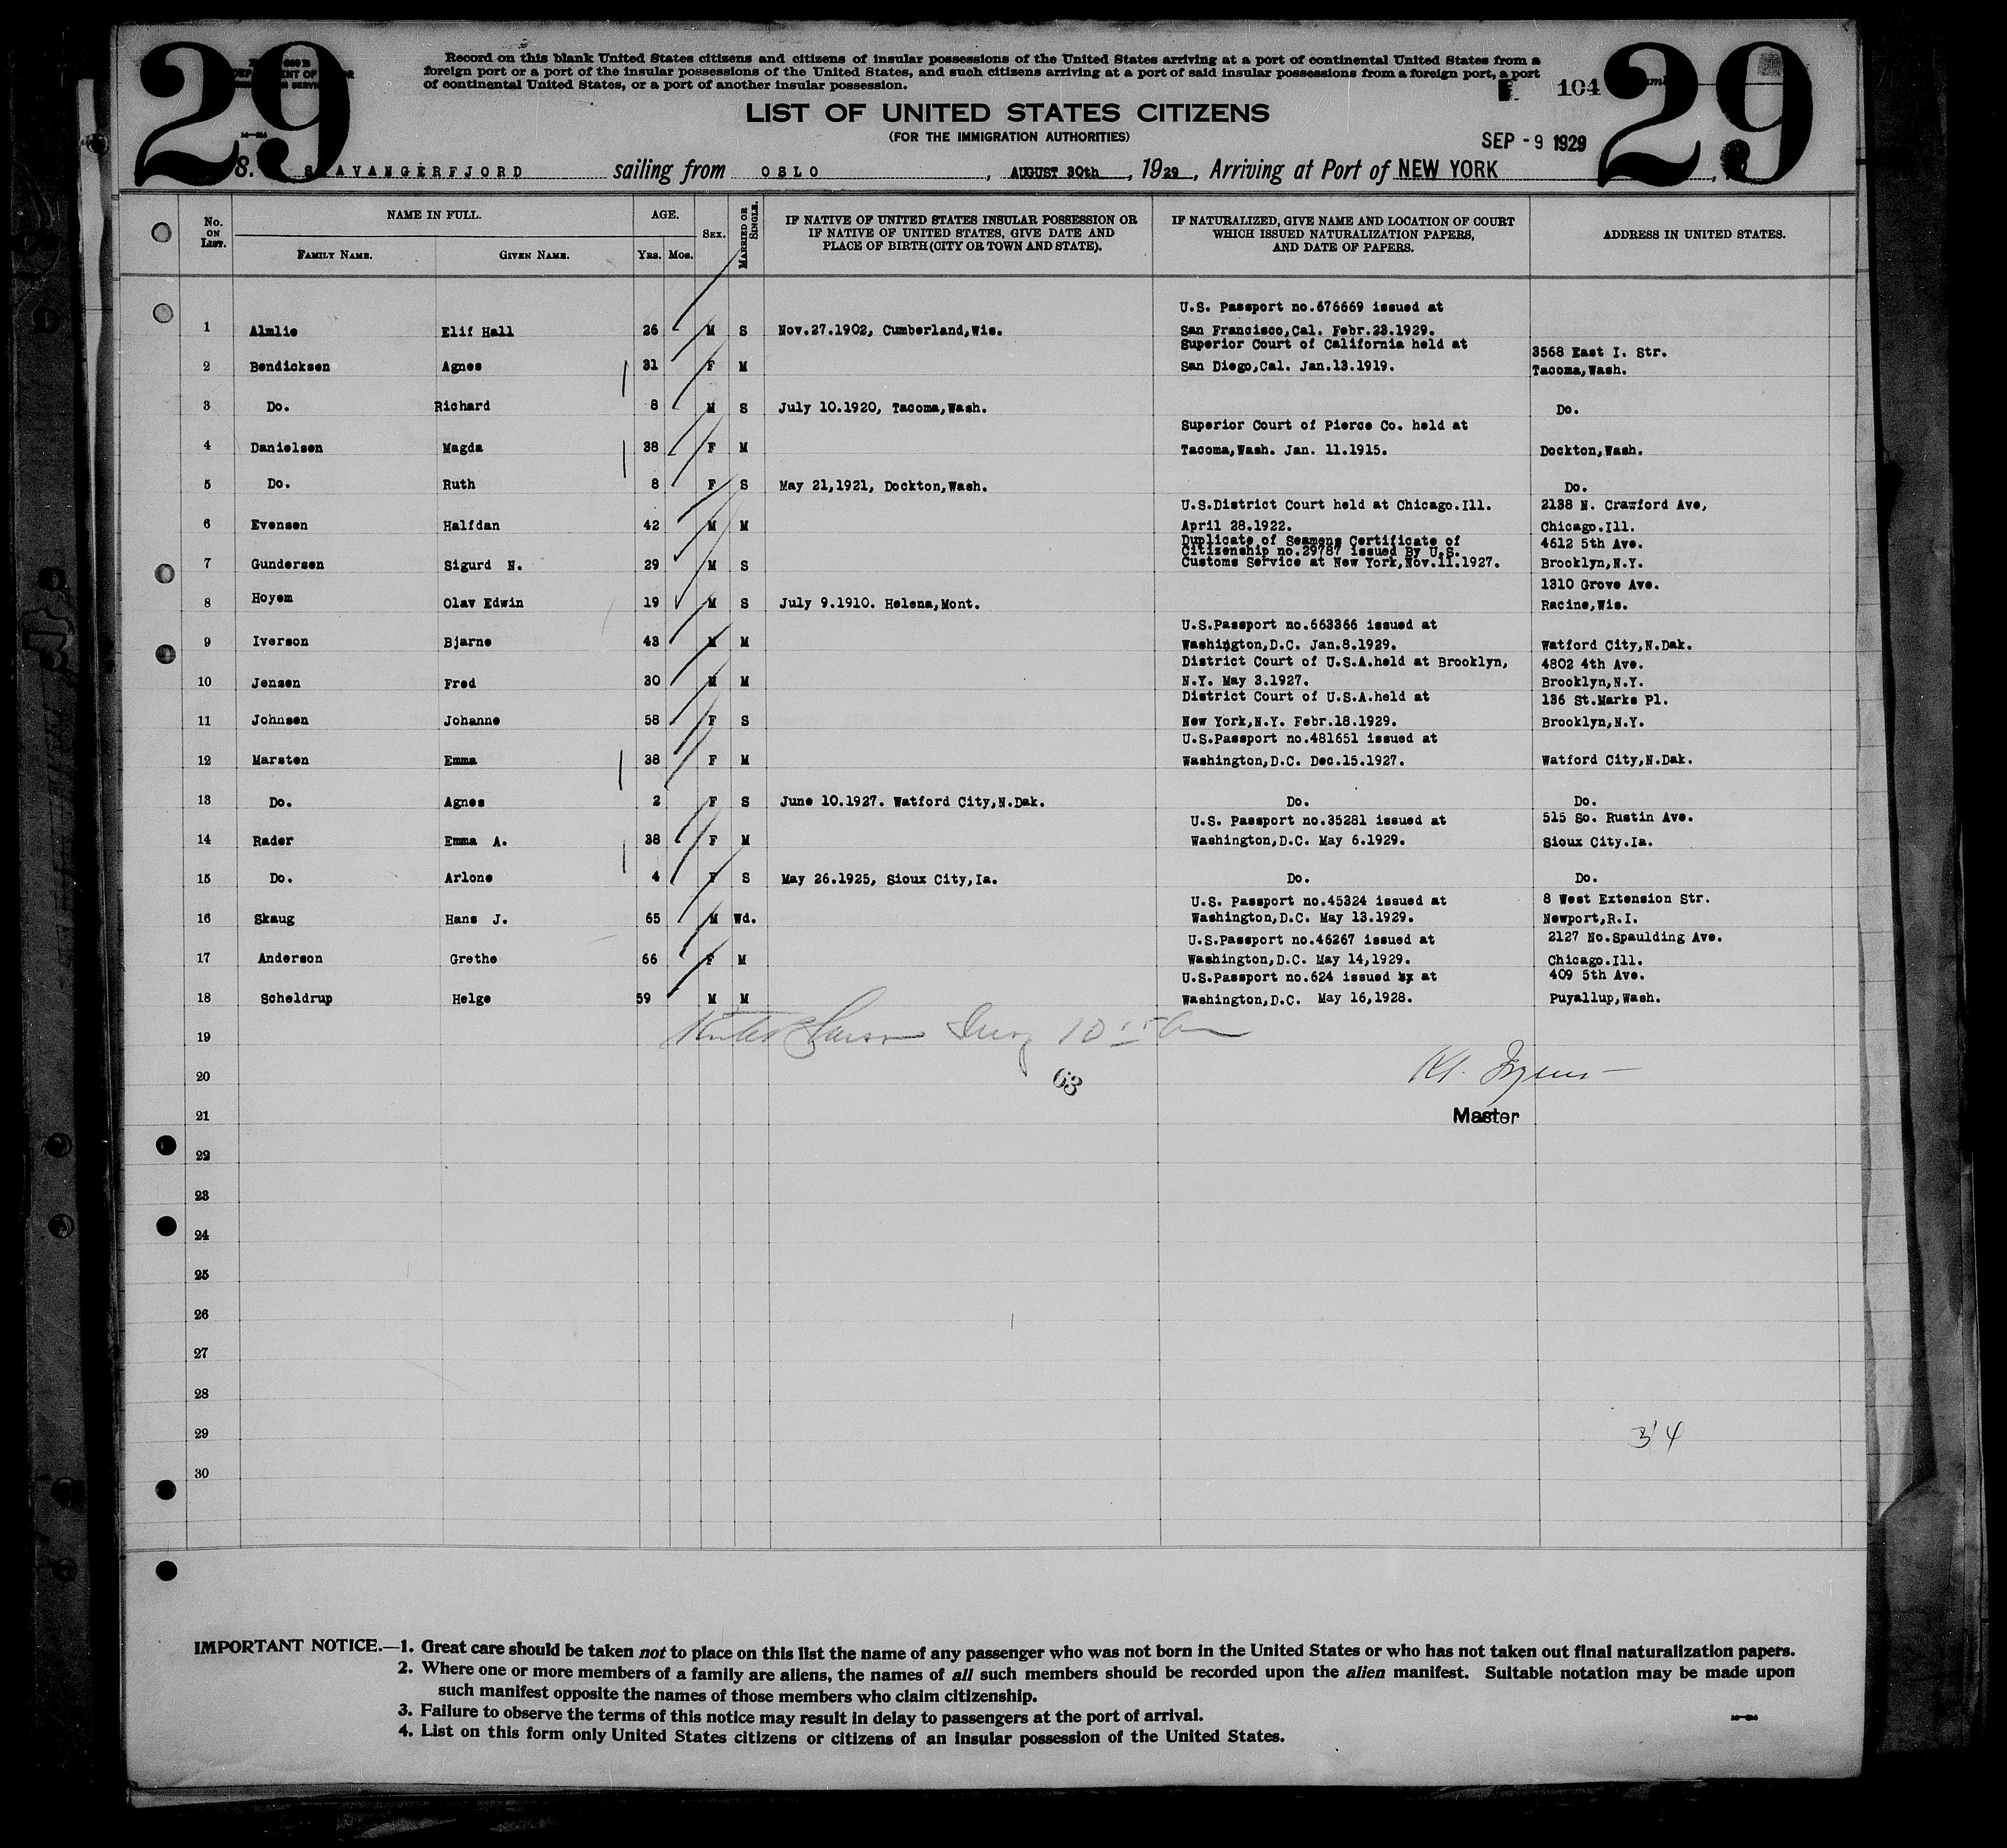 29
29
Record on this blank United States citizens and citizens of insular possessions of the United States arriving at a port of continental United States from a
foreign port or a port of the insular possessions of the United States, and such citizens arriving at a port of said insular possessions from a foreign port, a port
of continental United States, or a port of another insular possession.
104
LIST OF UNITED STATES CITIZENS
(FOR THE IMMIGRATION AUTHORITIES)
SEP - 9 1929
S. STAVANGERFJORD sailing from OSLO, AUGUST 30th, 1929, Arriving at Port of NEW YORK
No. ON LIST. NAME IN FULL. AGE. SEX. MARRIED OR SINGLE. IF NATIVE OF UNITED STATES INSULAR POSSESSION OR IF NATIVE OF UNITED STATES, GIVE DATE AND PLACE OF BIRTH (CITY OR TOWN AND STATE). IF NATURALIZED, GIVE NAME AND LOCATION OF COURT WHICH ISSUED NATURALIZATION PAPERS, AND DATE OF PAPERS. ADDRESS IN UNITED STATES.
FAMILY NAME. GIVEN NAME. YRS. MOS.
U.S. Passport no.676669 issued at
1 Almlie Elif Hall 26 M S Nov.27.1902, Cumberland,Wis. San Francisco,Cal. Febr.23.1929.
Superior Court of California held at 3568 East I. Str.
2 Bendicksen Agnes 31 F M San Diego,Cal. Jan.13.1919. Tacoma,Wash.
3 Do. Richard 8 M S July 10.1920, Tacoma,Wash. Do.
Superior Court of Pierce Co. held at
4 Danielsen Magda 38 F M Tacoma,Wash. Jan. 11.1915. Dockton,Wash.
5 Do. Ruth 8 F S May 21,1921, Dockton,Wash. Do.
U.S.District Court held at Chicago.Ill. 2138 N. Crawford Ave,
6 Evensen Halfdan 42 M M April 28.1922. Chicago.Ill.
Duplicate of Seamens Certificate of 4612 5th Ave.
Citizenship no.29787 issued By U.S.
7 Gundersen Sigurd N. 29 M S Customs Service at New York,Nov.11.1927. Brooklyn,N.Y.
1310 Grove Ave.
8 Hoyem Olav Edwin 19 M S July 9.1910. Helena,Mont. Racine,Wis.
U.S.Passport no.663366 issued at
9 Iverson Bjarne 43 M M Washington,D.C. Jan.8.1929. Watford City,N.Dak.
District Court of U.S.A.held at Brooklyn, 4802 4th Ave.
10 Jensen Fred 30 M M N.Y. May 3.1927. Brooklyn,N.Y.
District Court of U.S.A.held at 136 St.Marks Pl.
11 Johnsen Johanne 58 F S New York,N.Y. Febr.18.1929. Brooklyn,N.Y.
U.S.Passport no.481651 issued at
12 Marsten Emma 38 F M Washington,D.C. Dec.15.1927. Watford City,N.Dak.
13 Do. Agnes 2 F S June 10.1927. Watford City,N.Dak. Do. Do.
U.S. Passport no.35281 issued at 515 So. Rustin Ave.
14 Rader Emma A. 38 F M Washington,D.C. May 6.1929. Sioux City.Ia.
15 Do. Arlone 4 F S May 26.1925, Sioux City,Ia. Do. Do.
U.S. Passport no.45324 issued at 8 West Extension Str.
16 Skaug Hans J. 65 M Wd. Washington,D.C. May 13.1929. Newport,R.I.
U.S.Passport no.46267 issued at 2127 No.Spaulding Ave.
17 Anderson Grethe 66 F M Washington,D.C. May 14,1929. Chicago.Ill.
U.S.Passport no.624 issued at 409 5th Ave.
18 Scheldrup Helge 59 M M Washington,D.C. May 16,1928. Puyallup,Wash.
19
20
63
21 Master
22
23
24
25
26
27
28
29 34
30
IMPORTANT NOTICE.—1. Great care should be taken not to place on this list the name of any passenger who was not born in the United States or who has not taken out final naturalization papers.
2. Where one or more members of a family are aliens, the names of all such members should be recorded upon the alien manifest. Suitable notation may be made upon
such manifest opposite the names of those members who claim citizenship.
3. Failure to observe the terms of this notice may result in delay to passengers at the port of arrival.
4. List on this form only United States citizens or citizens of an insular possession of the United States.